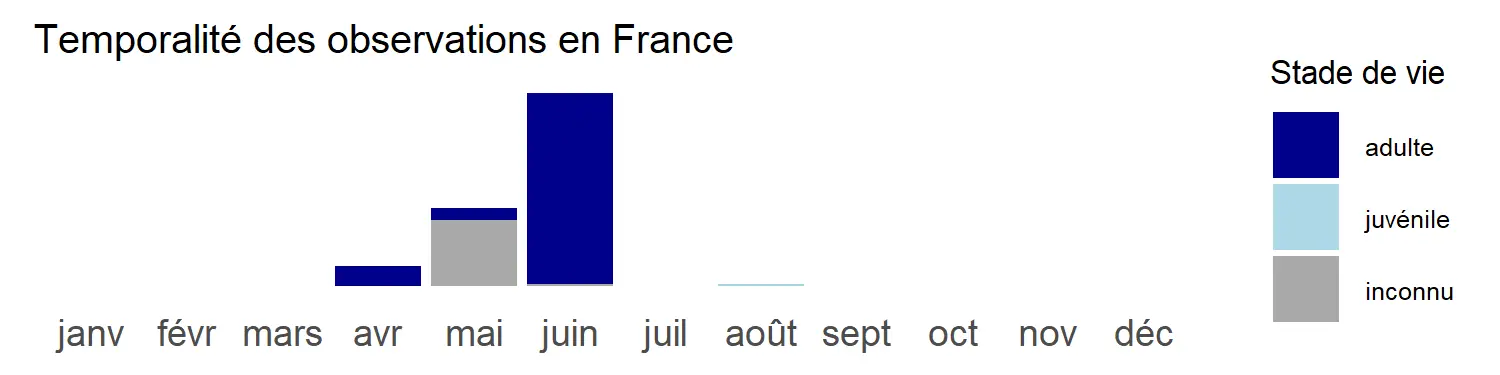 Temporalité des observations en France
Stade de vie
adulte
juvénile
inconnu
janv févr mars avr mai juin juil août sept oct nov déc